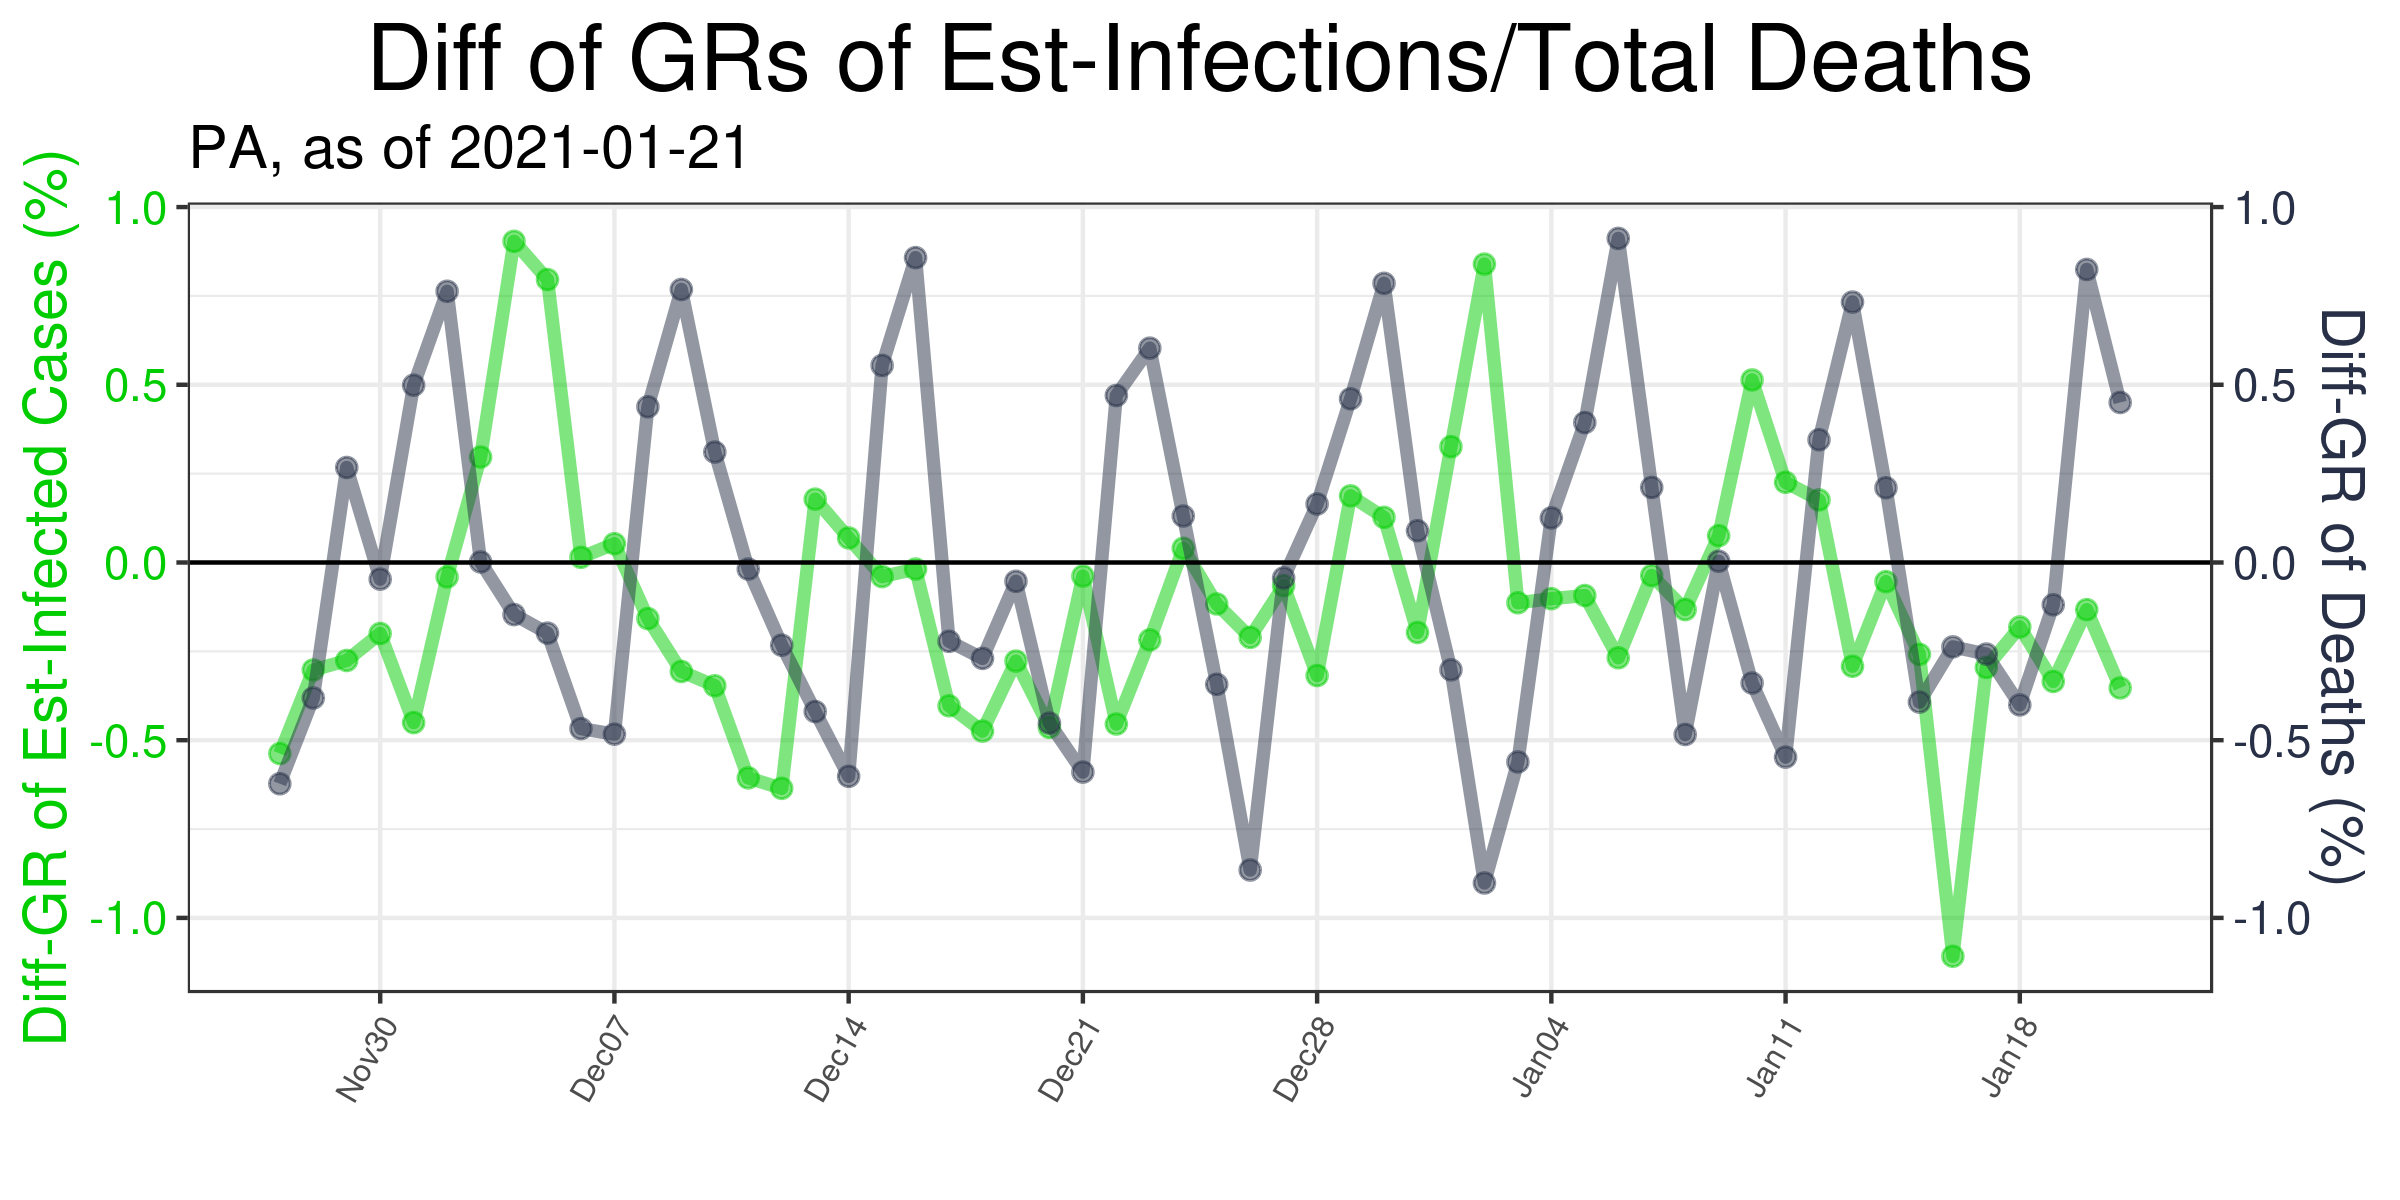 Diff of GRs of Est-Infections/Total Deaths
PA, as of 2021-01-21
Diff-GR of Est-Infected Cases (%)
1.0
0.5
0.0
-0.5
-1.0
1.0
0.5
0.0
-0.5
-1.0
Diff-GR of Deaths (%)
Nov30
Dec07
Dec14
Dec21
Dec28
Jan04
Jan11
Jan18